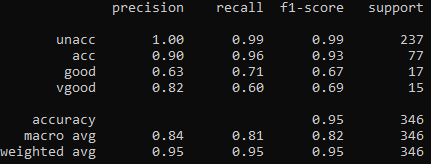 precision recall f1-score support
unacc 1.00 0.99 0.99 237
acc 0.90 0.96 0.93 77
good 0.63 0.71 0.67 17
vgood 0.82 0.60 0.69 15
accuracy 0.95 346
macro avg 0.84 0.81 0.82 346
weighted avg 0.95 0.95 0.95 346